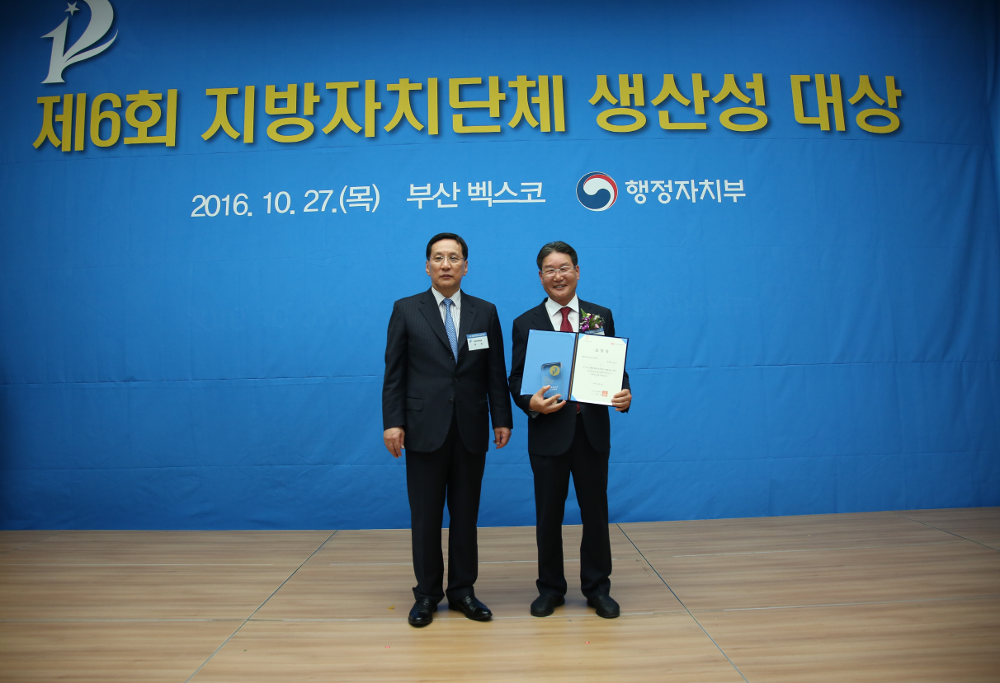 제6회 지방자치단체 생산성 대상
2016. 10. 27.(목) 부산 벡스코 행정자치부